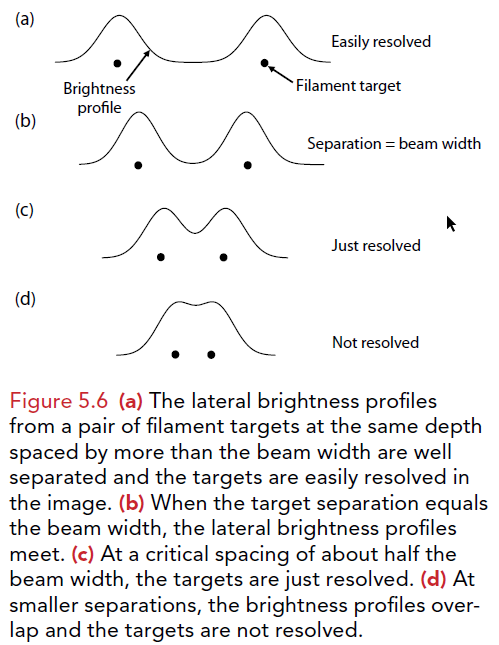 (a)
Easily resolved
Brightness
profile
Filament target
(b)
Separation = beam width
(c)
Just resolved
(d)
Not resolved
Figure 5.6 (a) The lateral brightness profiles
from a pair of filament targets at the same depth
spaced by more than the beam width are well
separated and the targets are easily resolved in
the image. (b) When the target separation equals
the beam width, the lateral brightness profiles
meet. (c) At a critical spacing of about half the
beam width, the targets are just resolved. (d) At
smaller separations, the brightness profiles over-
lap and the targets are not resolved.